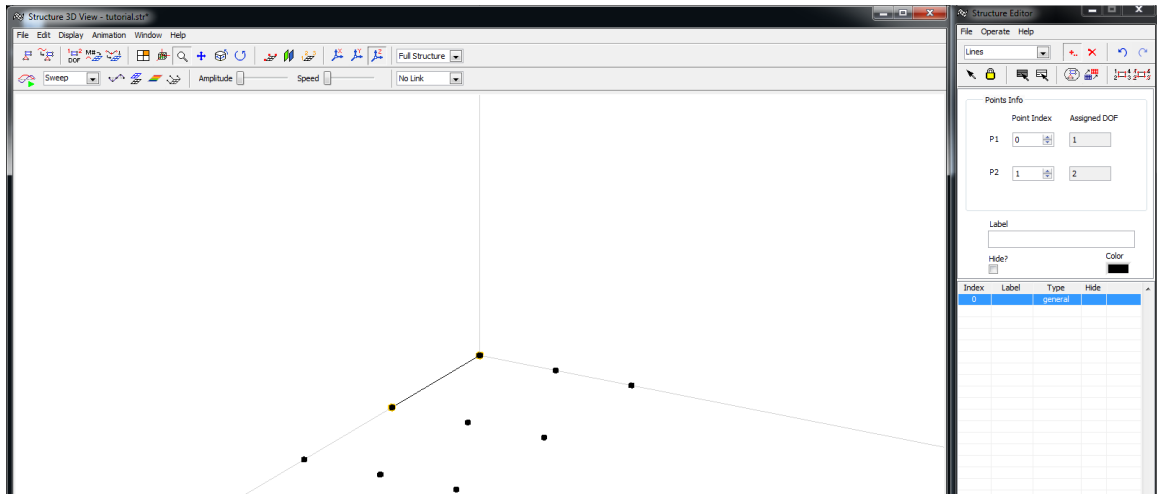 Structure 3D View - tutorial.str*
File Edit Display Animation Window Help
DOF M#
X Y Z
Full Structure
Sweep
Amplitude
Speed
No Link
Structure Editor
File Operate Help
Lines
Points Info
Point Index Assigned DOF
P1 0 1
P2 1 2
Label
Hide? Color
Index Label Type Hide
0 general